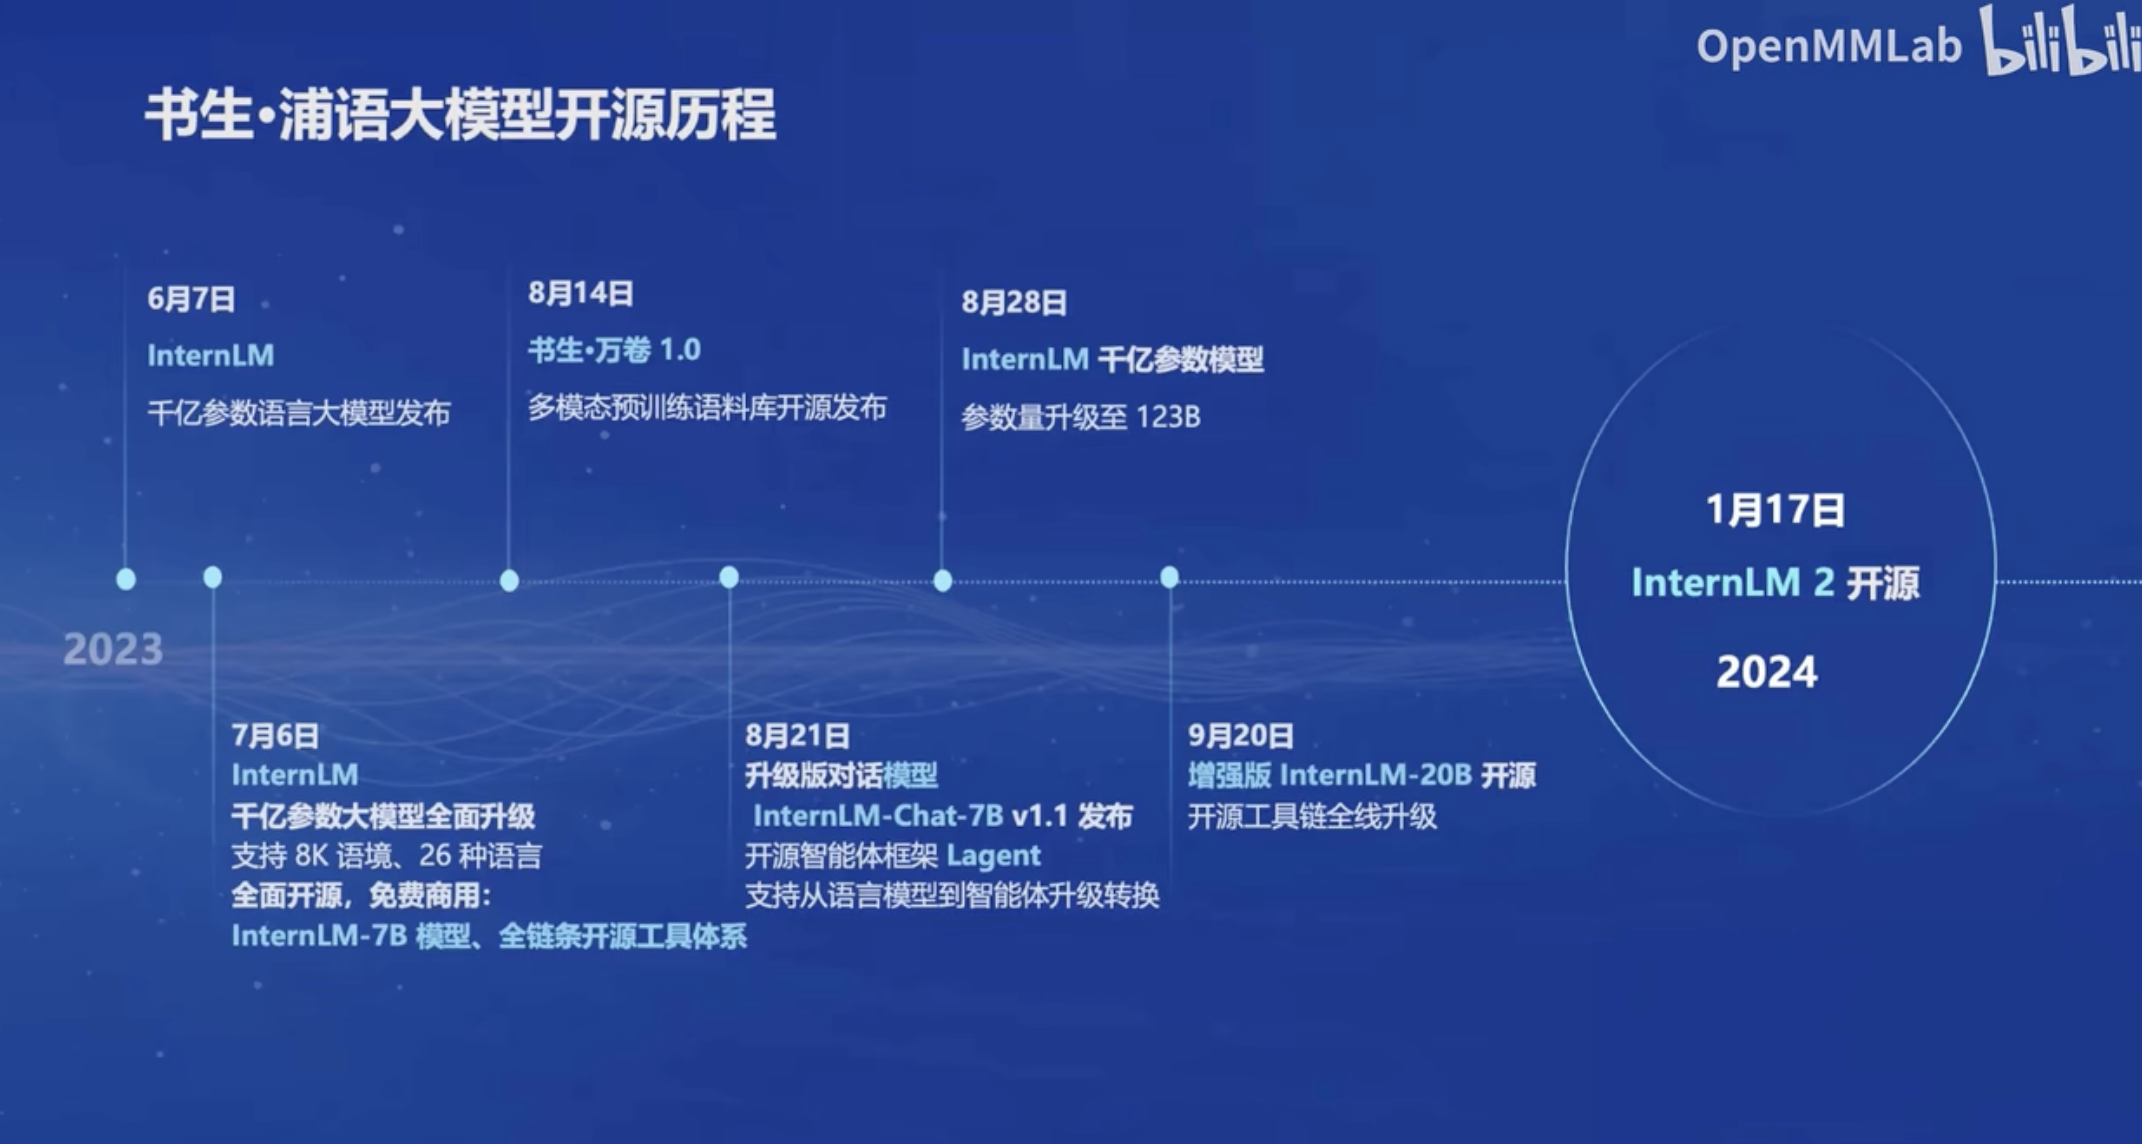 OpenMMLab bilibili
书生·浦语大模型开源历程
6月7日
InternLM
千亿参数语言大模型发布
8月14日
书生·万卷 1.0
多模态预训练语料库开源发布
8月28日
InternLM 千亿参数模型
参数量升级至 123B
1月17日
InternLM 2 开源
2024
2023
7月6日
InternLM
千亿参数大模型全面升级
支持 8K 语境、26 种语言
全面开源，免费商用：
InternLM-7B 模型、全链条开源工具体系
8月21日
升级版对话模型
InternLM-Chat-7B v1.1 发布
开源智能体框架 Lagent
支持从语言模型到智能体升级转换
9月20日
增强版 InternLM-20B 开源
开源工具链全线升级